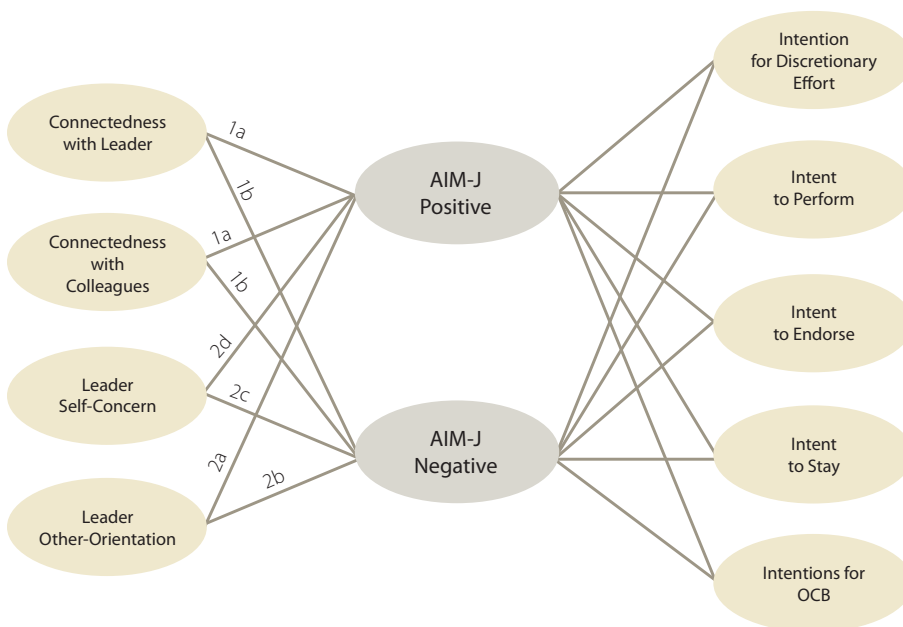 Connectedness
with Leader
Connectedness
with
Colleagues
Leader
Self-Concern
Leader
Other-Orientation
1a
1b
1a
1b
2d
2c
2a
2b
AIM-J
Positive
AIM-J
Negative
Intention
for Discretionary
Effort
Intent
to Perform
Intent
to Endorse
Intent
to Stay
Intentions for
OCB